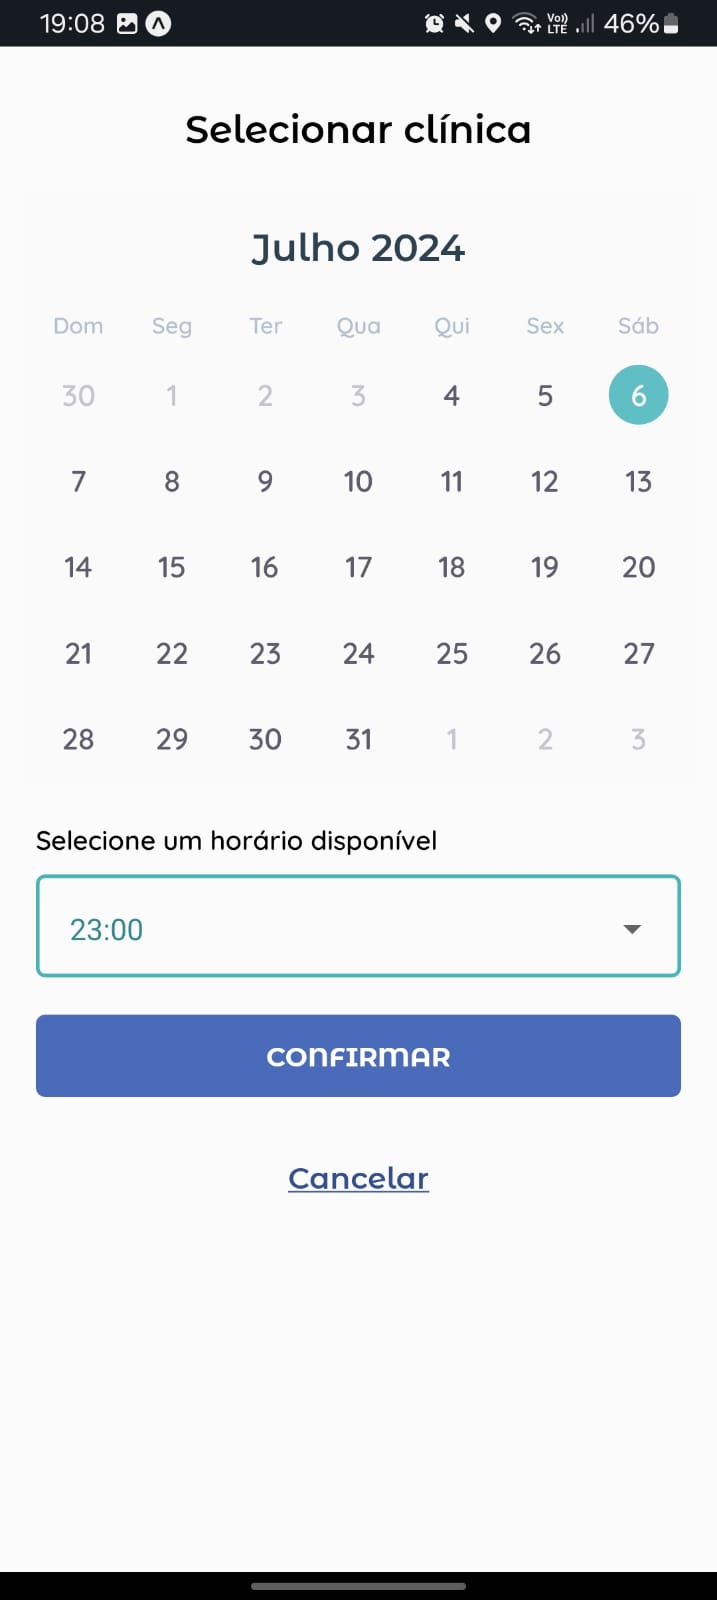 19:08 46%
Vo)) LTE
Selecionar clínica
Julho 2024
Dom Seg Ter Qua Qui Sex Sáb
30 1 2 3 4 5 6
7 8 9 10 11 12 13
14 15 16 17 18 19 20
21 22 23 24 25 26 27
28 29 30 31 1 2 3
Selecione um horário disponível
23:00
CONFIRMAR
Cancelar